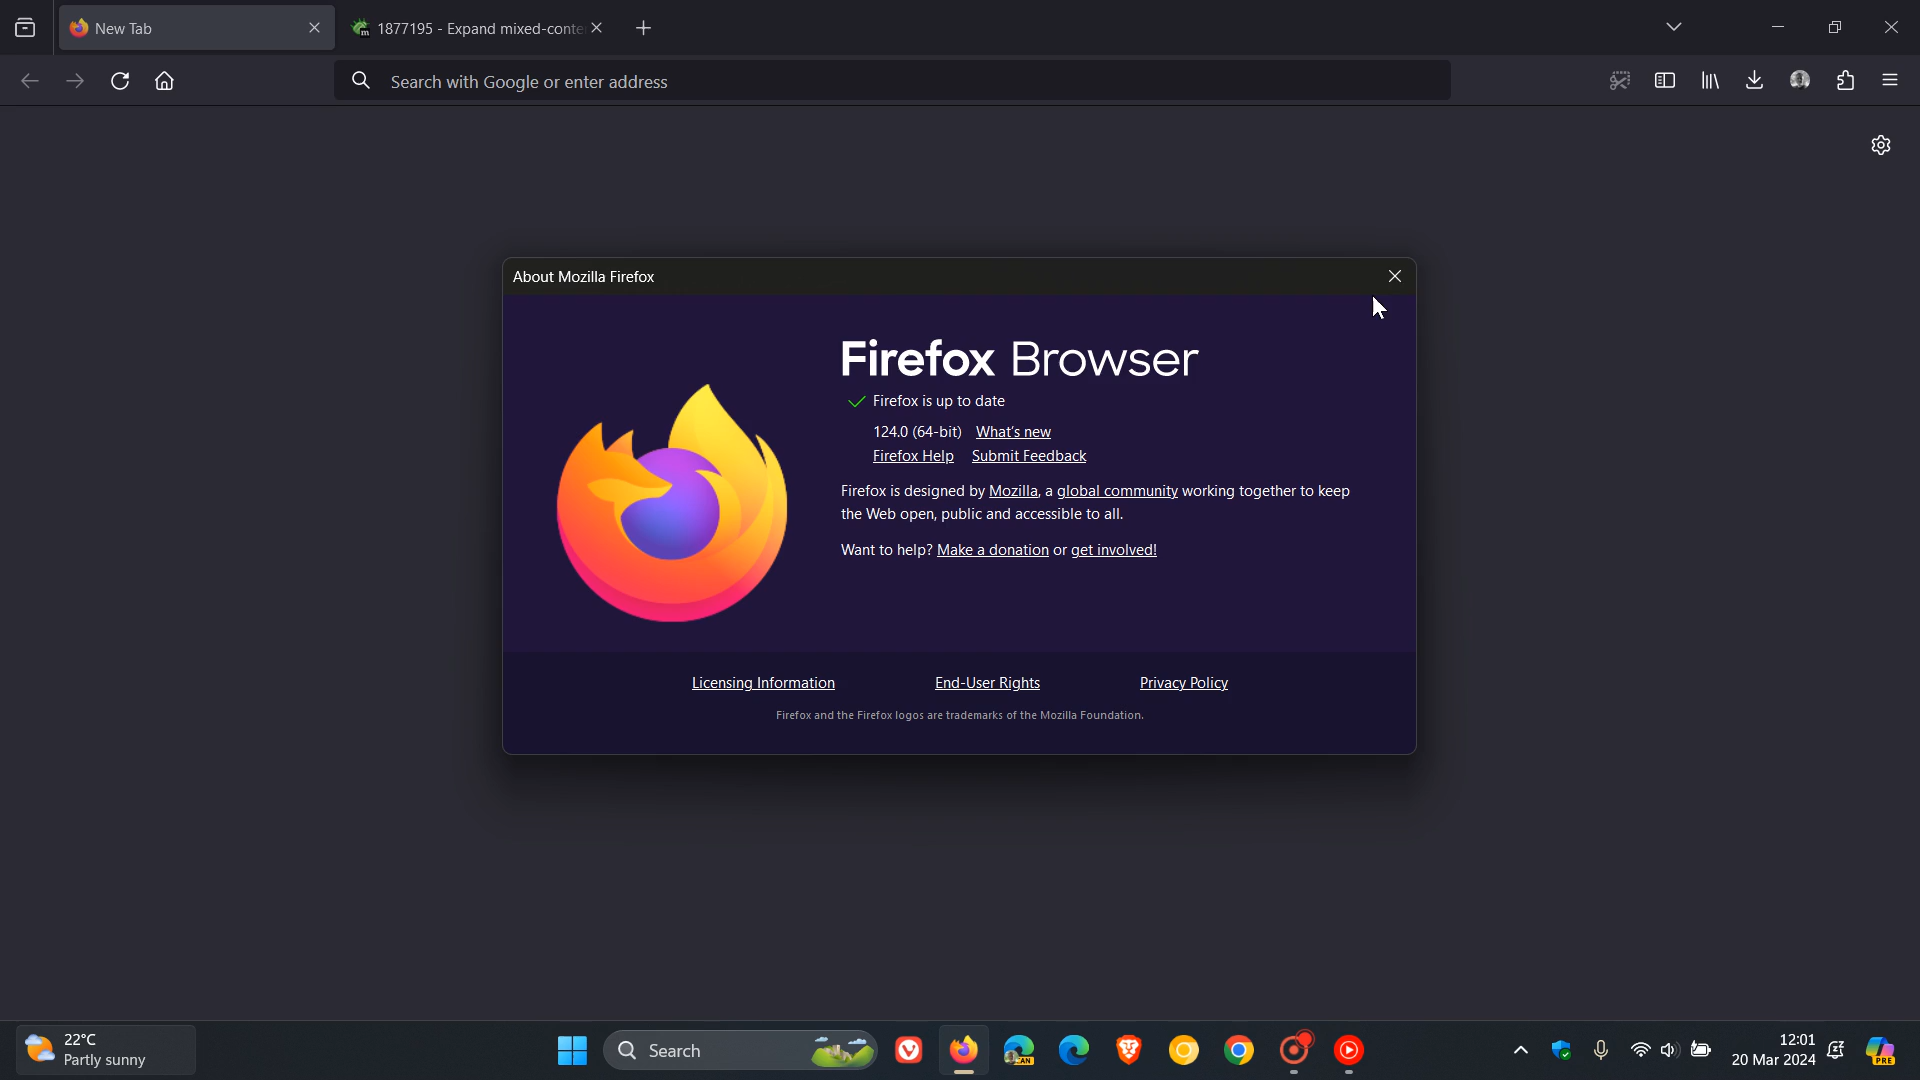 New Tab
1877195 - Expand mixed-conte
Search with Google or enter address
About Mozilla Firefox
Firefox Browser
Firefox is up to date
124.0 (64-bit) What's new
Firefox Help Submit Feedback
Firefox is designed by Mozilla, a global community working together to keep
the Web open, public and accessible to all.
Want to help? Make a donation or get involved!
Licensing Information End-User Rights Privacy Policy
Firefox and the Firefox logos are trademarks of the Mozilla Foundation.
22°C
Partly sunny
Search
CAN
12:01
20 Mar 2024
PRE